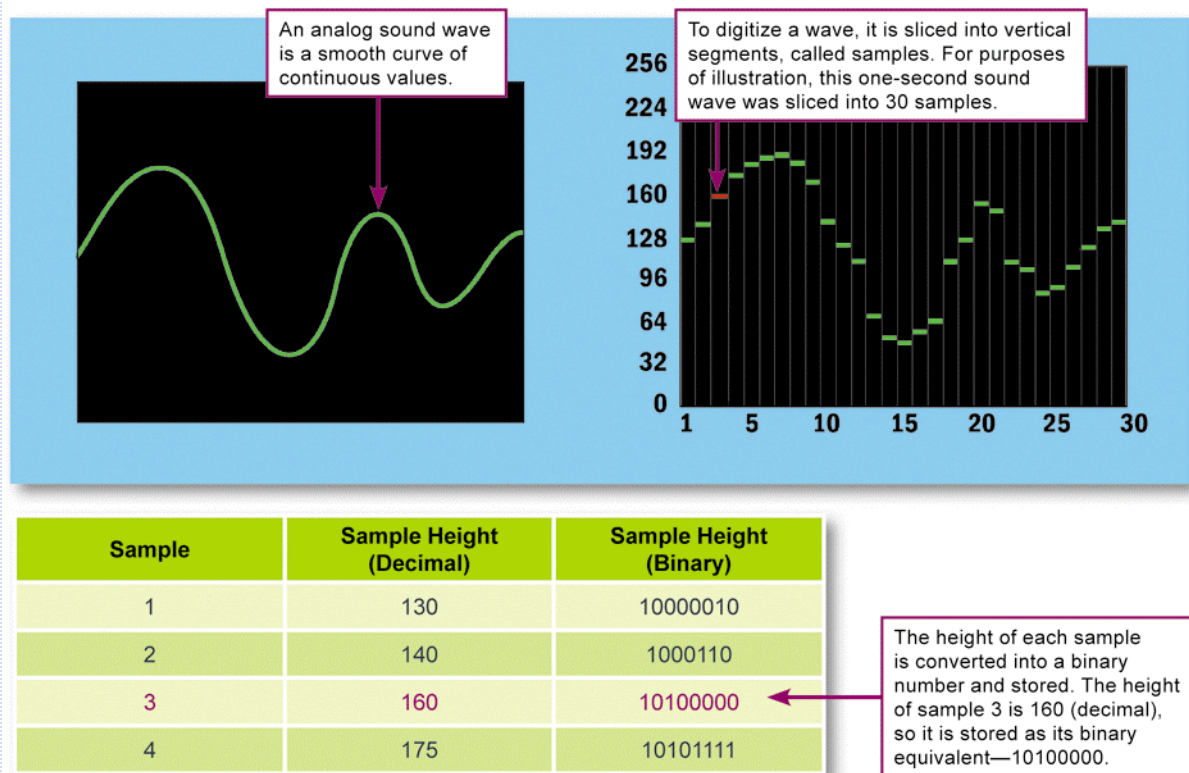 An analog sound wave
is a smooth curve of
continuous values.
To digitize a wave, it is sliced into vertical
segments, called samples. For purposes
of illustration, this one-second sound
wave was sliced into 30 samples.
256
224
192
160
128
96
64
32
0
1 5 10 15 20 25 30
Sample Sample Height (Decimal) Sample Height (Binary)
1 130 10000010
2 140 1000110
3 160 10100000
4 175 10101111
The height of each sample
is converted into a binary
number and stored. The height
of sample 3 is 160 (decimal),
so it is stored as its binary
equivalent—10100000.